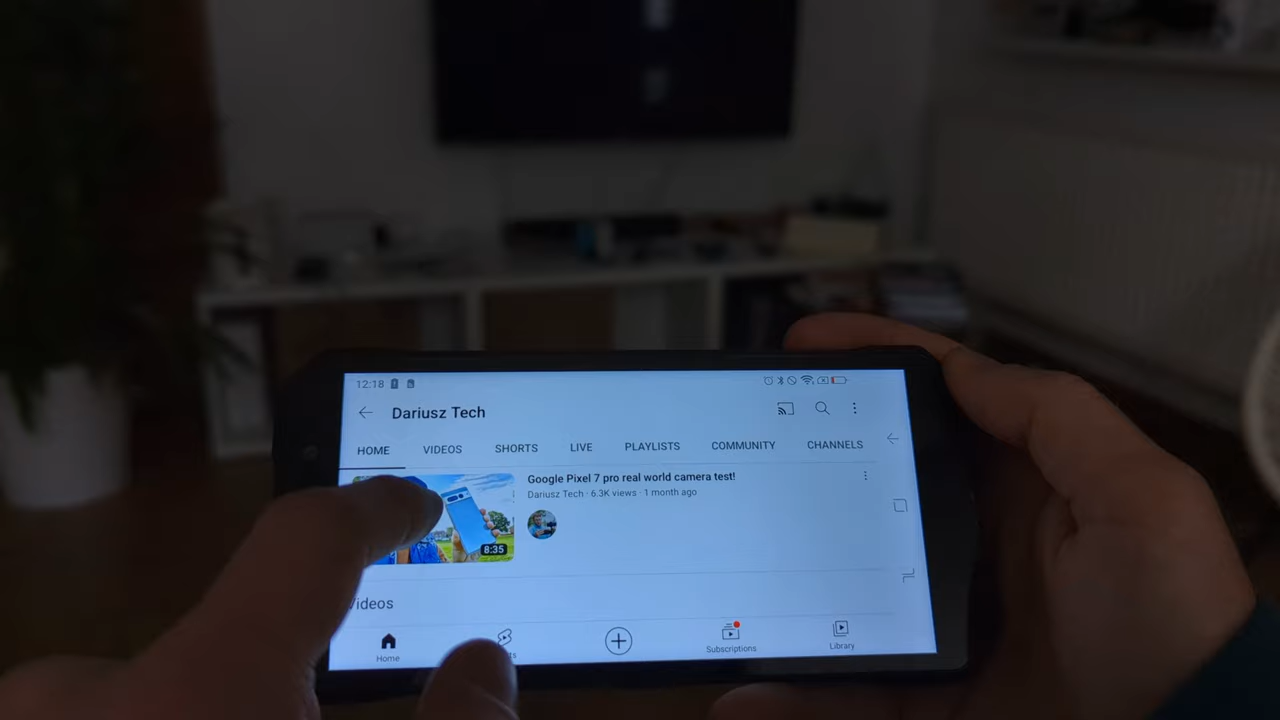 12:18
Dariusz Tech
HOME VIDEOS SHORTS LIVE PLAYLISTS COMMUNITY CHANNELS
Google Pixel 7 pro real world camera test!
Dariusz Tech · 6.3K views · 1 month ago
8:35
Videos
Home
Subscriptions
Library